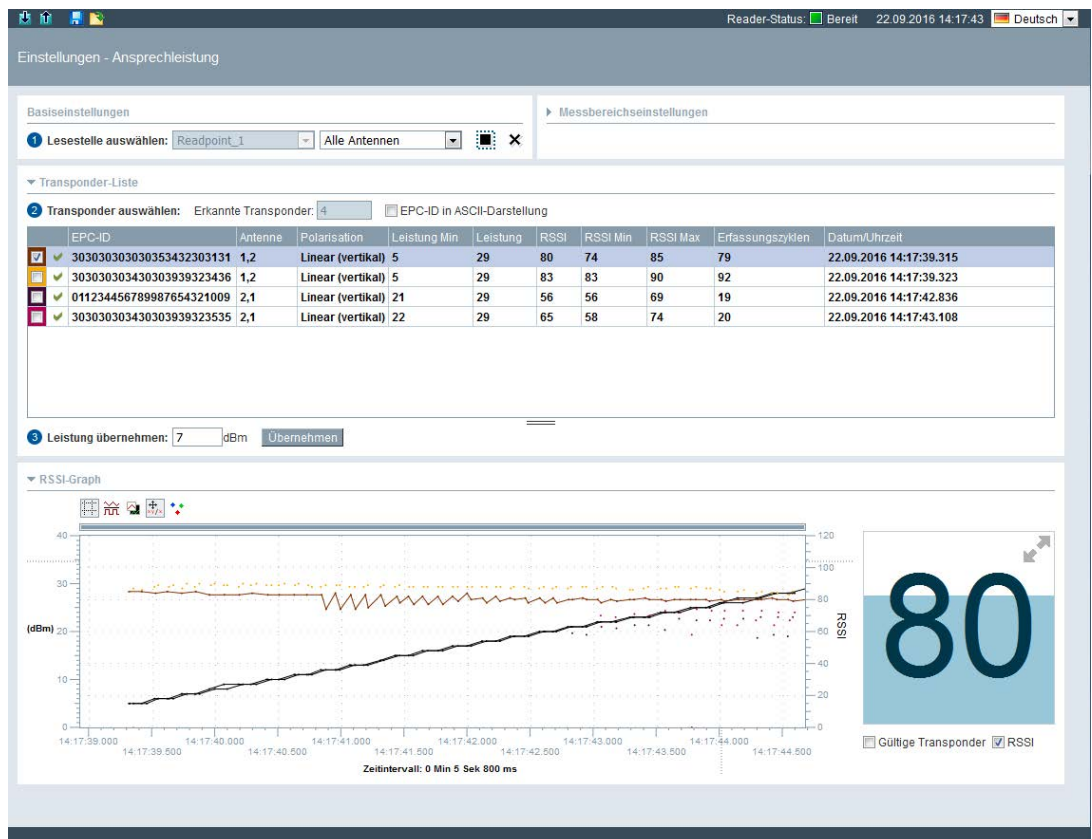 Reader-Status: Bereit 22.09.2016 14:17:43 Deutsch
Einstellungen - Ansprechleistung
Basiseinstellungen
Messbereichseinstellungen
1 Lesestelle auswählen: Readpoint_1 Alle Antennen
Transponder-Liste
2 Transponder auswählen: Erkannte Transponder: 4 EPC-ID in ASCII-Darstellung
EPC-ID Antenne Polarisation Leistung Min Leistung RSSI RSSI Min RSSI Max Erfassungszyklen Datum/Uhrzeit
303030303030353432303131 1,2 Linear (vertikal) 5 29 80 74 85 79 22.09.2016 14:17:39.315
303030303430303939323436 1,2 Linear (vertikal) 5 29 83 83 90 92 22.09.2016 14:17:39.323
011234456789987654321009 2,1 Linear (vertikal) 21 29 56 56 69 19 22.09.2016 14:17:42.836
303030303430303939323535 2,1 Linear (vertikal) 22 29 65 58 74 20 22.09.2016 14:17:43.108
3 Leistung übernehmen: 7 dBm Übernehmen
RSSI-Graph
40 120
100
30
80
(dBm) 20 60 RSSI
40
10
20
0 0
14:17:39.000 14:17:40.000 14:17:41.000 14:17:42.000 14:17:43.000 14:17:44.000
14:17:39.500 14:17:40.500 14:17:41.500 14:17:42.500 14:17:43.500 14:17:44.500
Zeitintervall: 0 Min 5 Sek 800 ms
80
Gültige Transponder RSSI